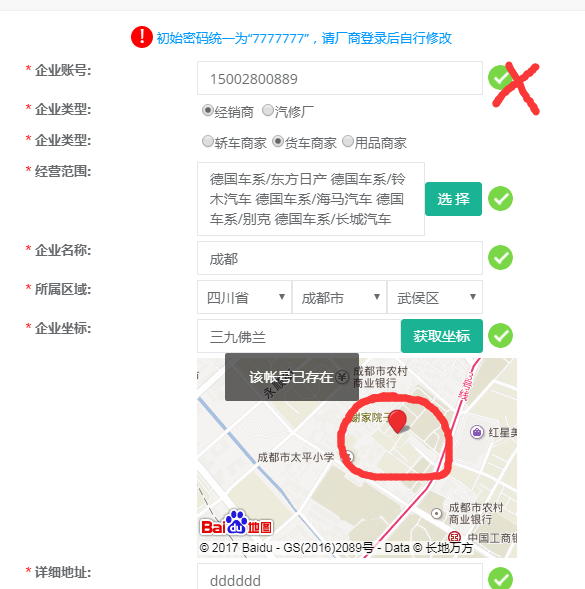 ! 初始密码统一为"7777777"，请厂商登录后自行修改
* 企业账号: 15002800889
* 企业类型: 经销商 汽修厂
* 企业类型: 轿车商家 货车商家 用品商家
* 经营范围: 德国车系/东方日产 德国车系/铃
木汽车 德国车系/海马汽车 德国
车系/别克 德国车系/长城汽车
选 择
* 企业名称: 成都
* 所属区域: 四川省 成都市 武侯区
* 企业坐标: 三九佛兰 获取坐标
该帐号已存在
成都市农村
商业银行
谢家院子
红星美
成都市太平小学
成都市农村
商业银行
中国工商银
Bai du 地图
© 2017 Baidu - GS(2016)2089号 - Data © 长地万方
* 详细地址: dddddd